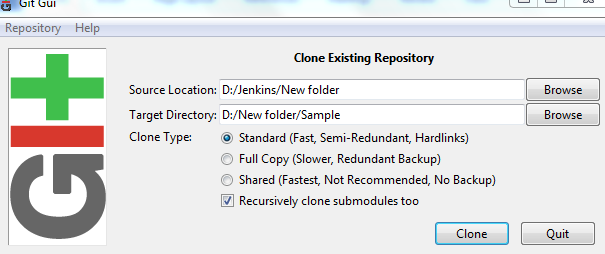 Git Gui
Repository Help
Clone Existing Repository
Source Location: D:/Jenkins/New folder Browse
Target Directory: D:/New folder/Sample Browse
Clone Type: Standard (Fast, Semi-Redundant, Hardlinks)
Full Copy (Slower, Redundant Backup)
Shared (Fastest, Not Recommended, No Backup)
Recursively clone submodules too
Clone Quit
GIT